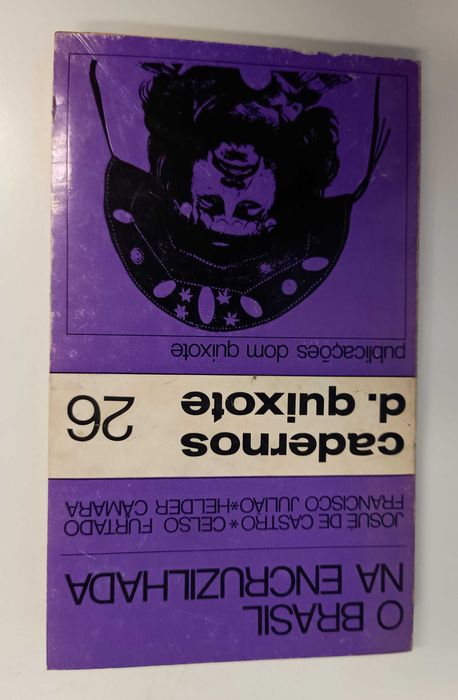 O BRASIL
NA ENCRUZILHADA
JOSUÉ DE CASTRO * CELSO FURTADO
FRANCISCO JULIÃO*HELDER CÂMARA
cadernos
d. quixote
26
publicações dom quixote